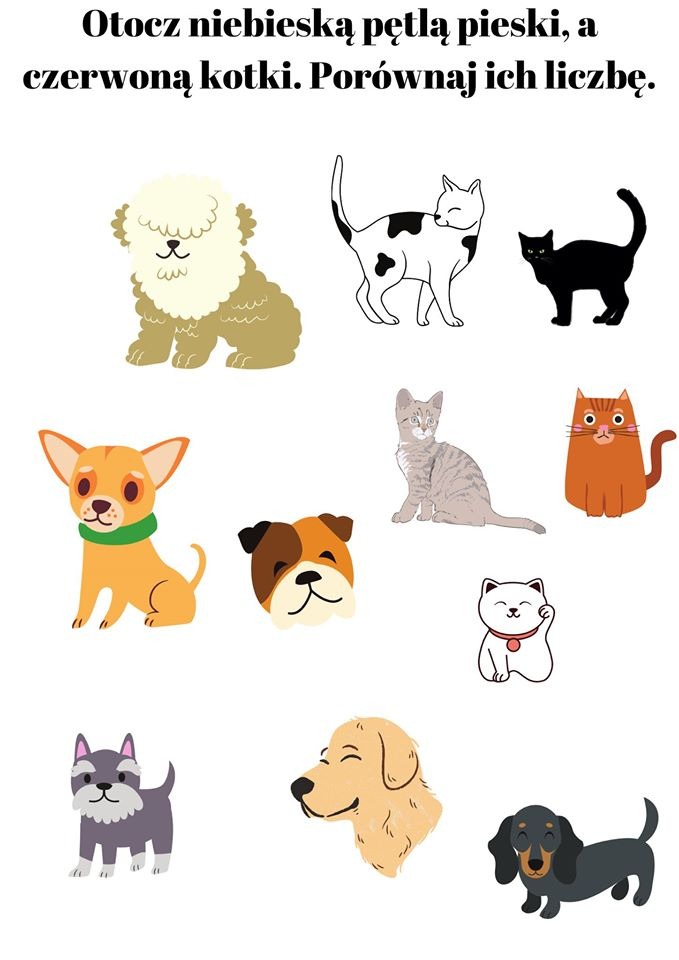 Otocz niebieską pętlą pieski, a
czerwoną kotki. Porównaj ich liczbę.